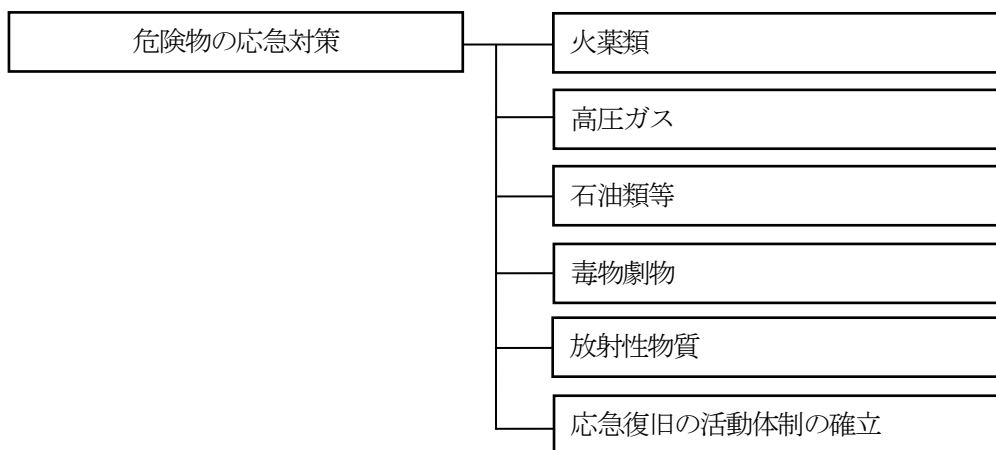 危険物の応急対策
火薬類
高圧ガス
石油類等
毒物劇物
放射性物質
応急復旧の活動体制の確立